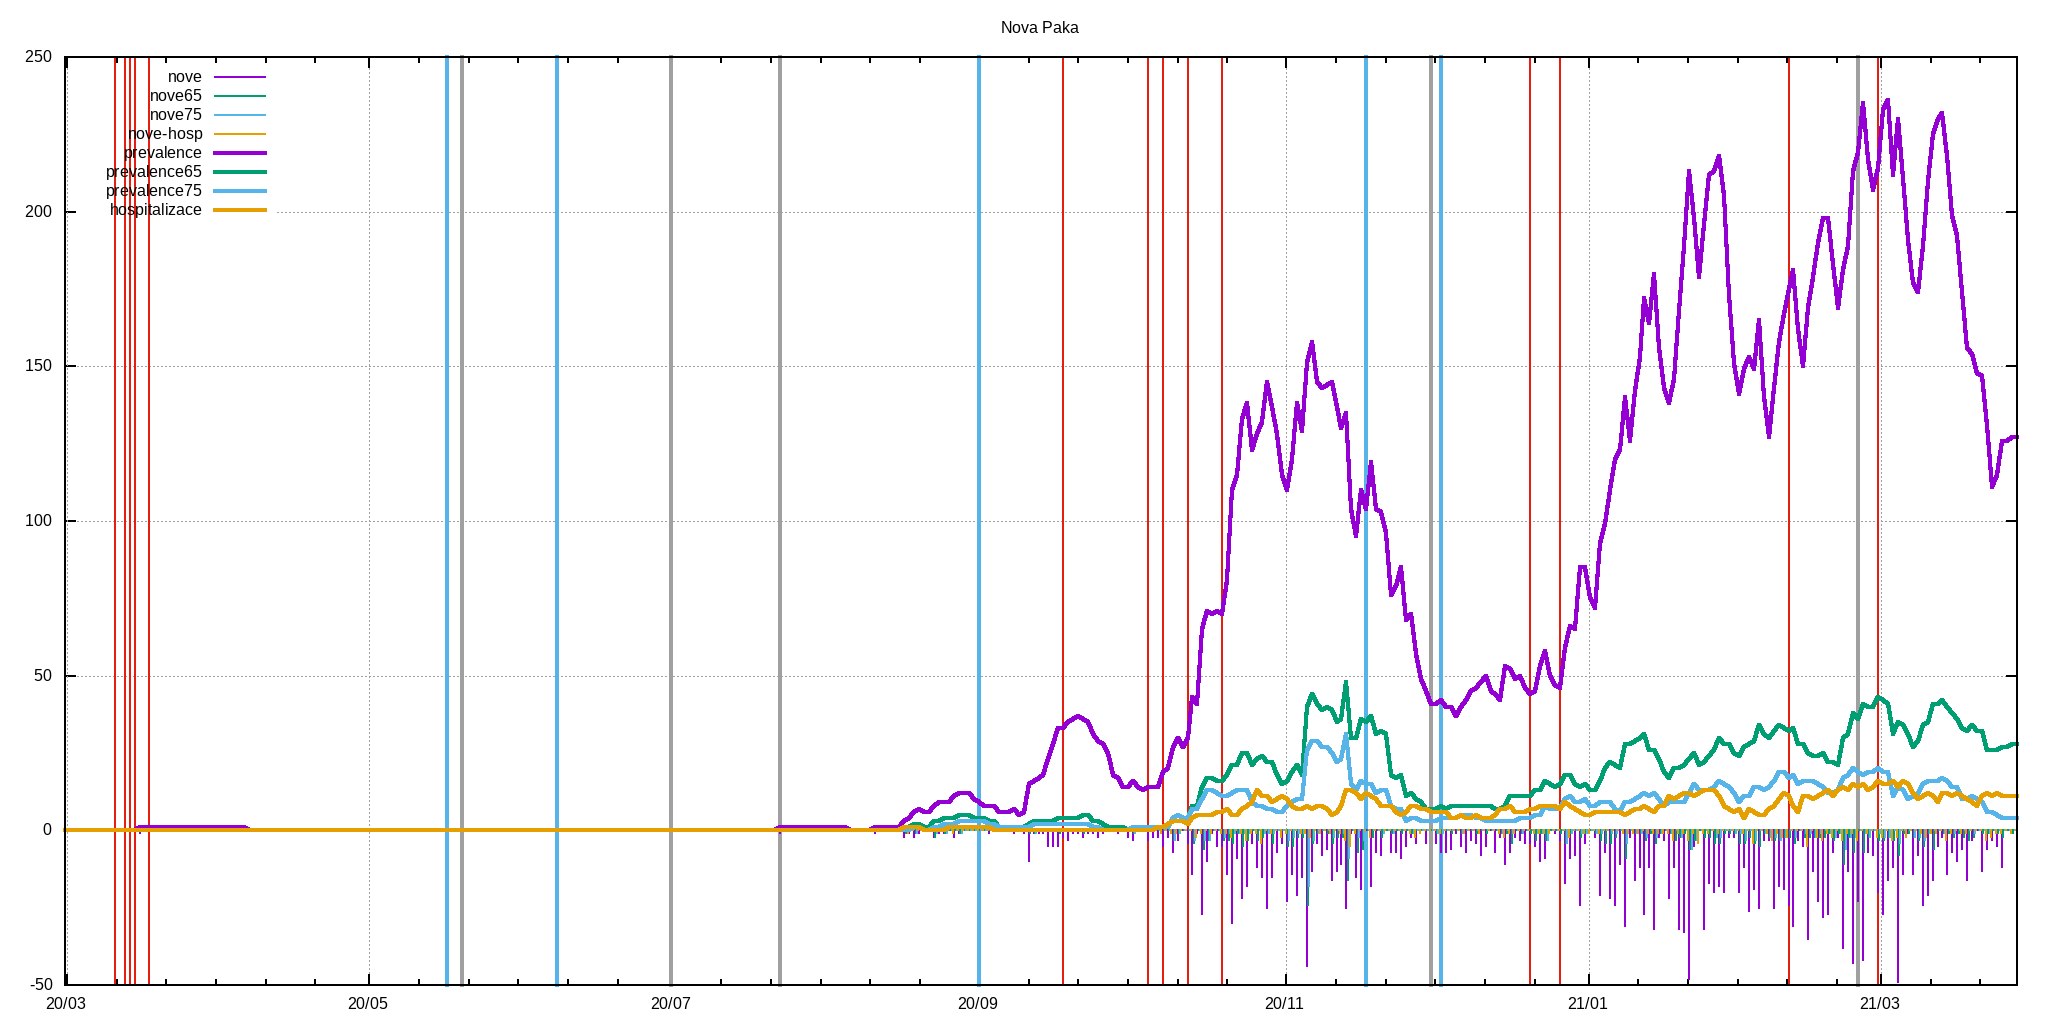 Nova Paka
250
nove
nove65
nove75
nove-hosp
prevalence
prevalence65
prevalence75
hospitalizace
200
150
100
50
0
-50
20/03 20/05 20/07 20/09 20/11 21/01 21/03